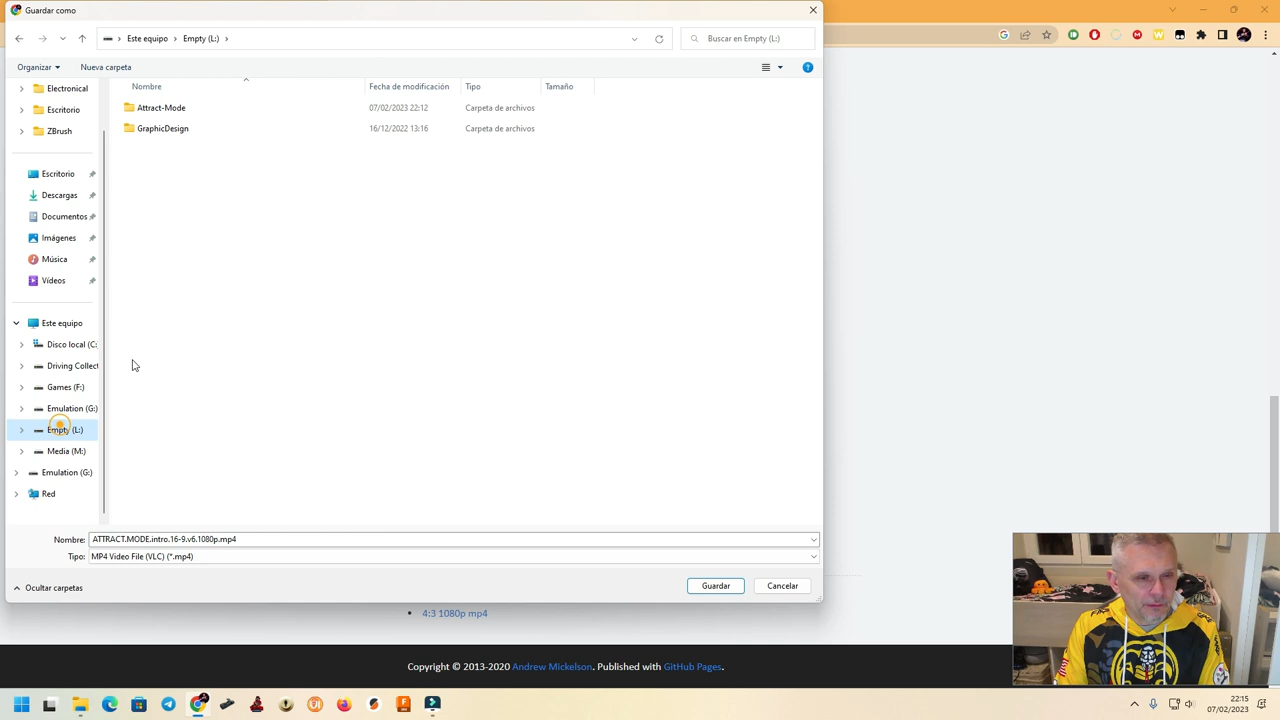 Guardar como
Este equipo > Empty (L:) >
Buscar en Empty (L:)
Organizar
Nueva carpeta
Nombre
Fecha de modificación
Tipo
Tamaño
Electronical
Escritorio
ZBrush
Attract-Mode
07/02/2023 22:12
Carpeta de archivos
GraphicDesign
16/12/2022 13:16
Carpeta de archivos
Escritorio
Descargas
Documentos
Imágenes
Música
Vídeos
Este equipo
Disco local (C:
Driving Collect
Games (F:)
Emulation (G:)
Empty (L:)
Media (M:)
Emulation (G:)
Red
Nombre: ATTRACT.MODE.intro.16-9.v6.1080p.mp4
Tipo: MP4 Video File (VLC) (*.mp4)
Ocultar carpetas
Guardar
Cancelar
4:3 1080p mp4
Copyright © 2013-2020 Andrew Mickelson. Published with GitHub Pages.
22:15
07/02/2023